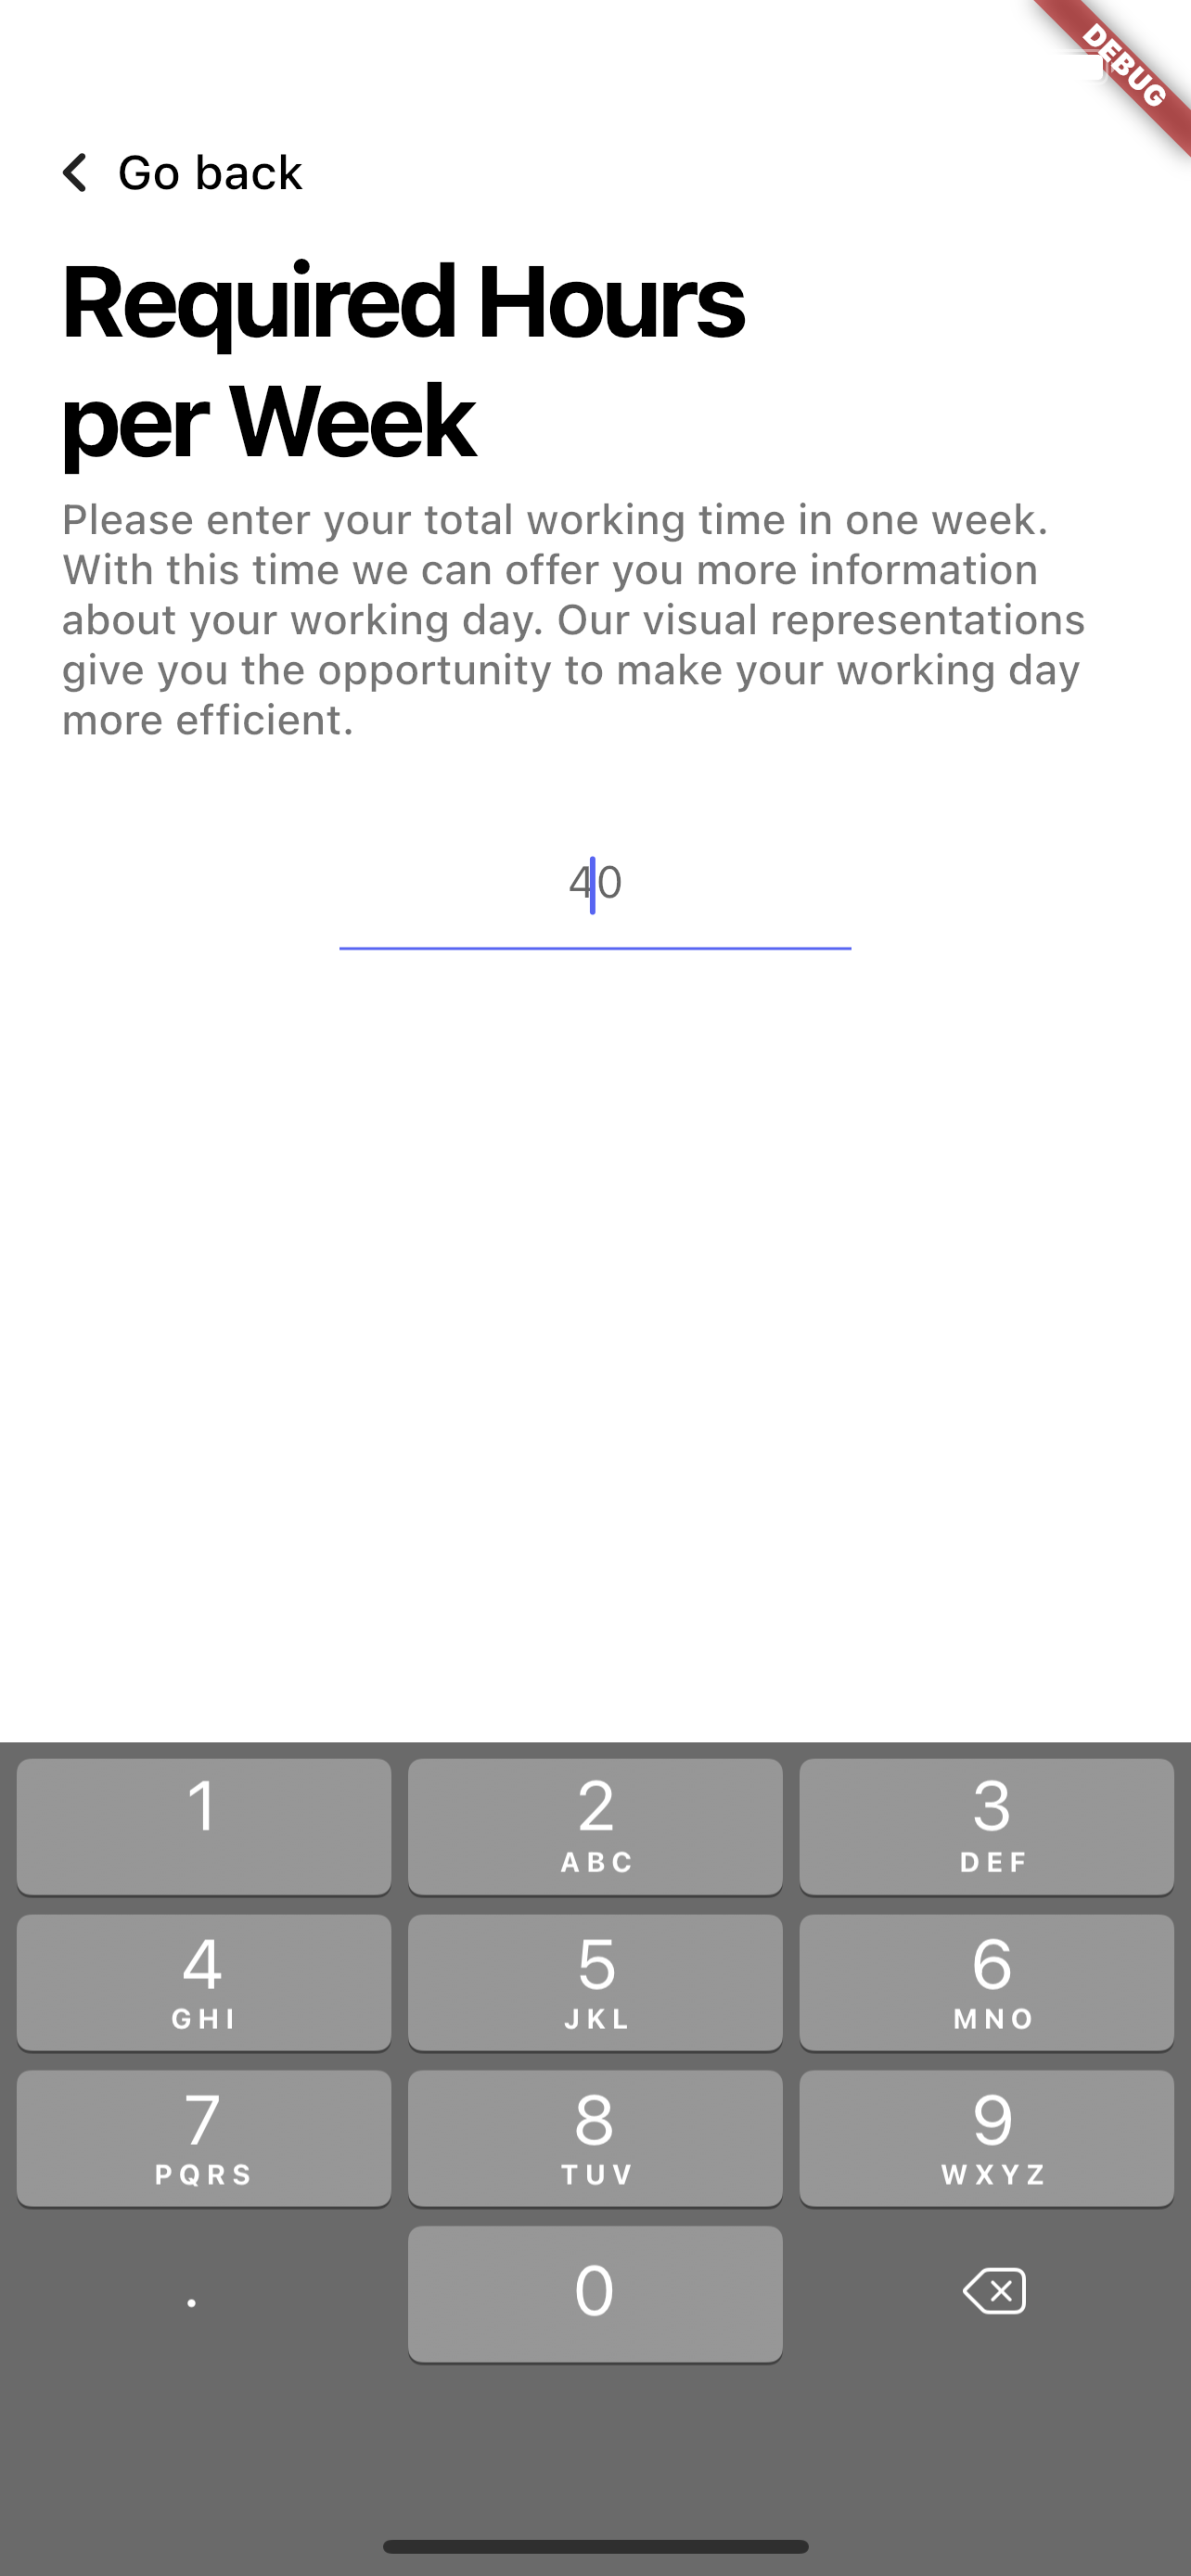 DEBUG
Go back
Required Hours
per Week
Please enter your total working time in one week.
With this time we can offer you more information
about your working day. Our visual representations
give you the opportunity to make your working day
more efficient.
40
1 2 3
ABC DEF
4 5 6
GHI JKL MNO
7 8 9
PQRS TUV WXYZ
. 0